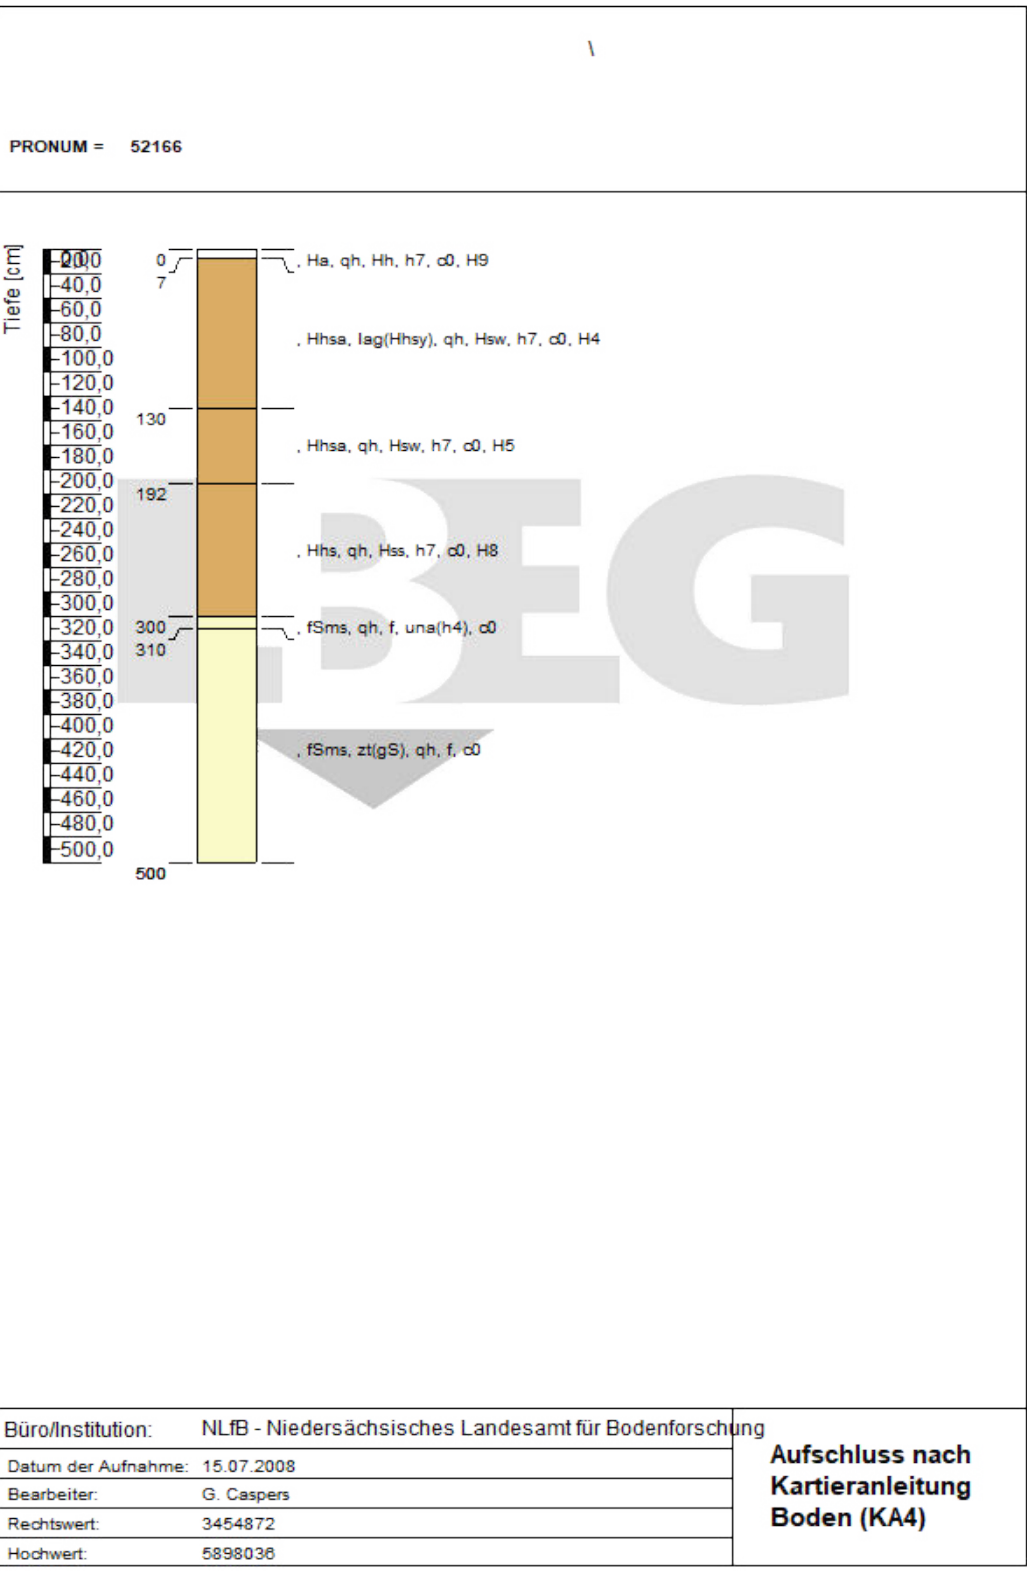 \
PRONUM = 52166
Tiefe [cm]
0,0
-20,0
-40,0
-60,0
-80,0
-100,0
-120,0
-140,0
-160,0
-180,0
-200,0
-220,0
-240,0
-260,0
-280,0
-300,0
-320,0
-340,0
-360,0
-380,0
-400,0
-420,0
-440,0
-460,0
-480,0
-500,0
0
7
130
192
300
310
500
, Ha, qh, Hh, h7, c0, H9
, Hhsa, lag(Hhsy), qh, Hsw, h7, c0, H4
, Hhsa, qh, Hsw, h7, c0, H5
, Hhs, qh, Hss, h7, c0, H8
, fSms, qh, f, una(h4), c0
, fSms, zt(gS), qh, f, c0
LBEG
Büro/Institution: NLfB - Niedersächsisches Landesamt für Bodenforschung
Datum der Aufnahme: 15.07.2008
Bearbeiter: G. Caspers
Rechtswert: 3454872
Hochwert: 5898036
Aufschluss nach
Kartieranleitung
Boden (KA4)